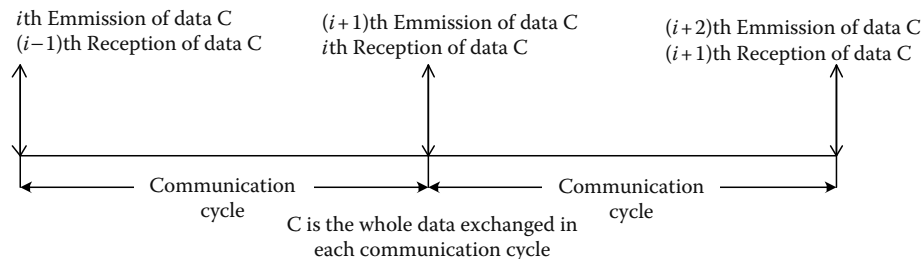 ith Emmission of data C
(i−1)th Reception of data C
(i+1)th Emmission of data C
ith Reception of data C
(i+2)th Emmission of data C
(i+1)th Reception of data C
Communication
cycle
Communication
cycle
C is the whole data exchanged in
each communication cycle